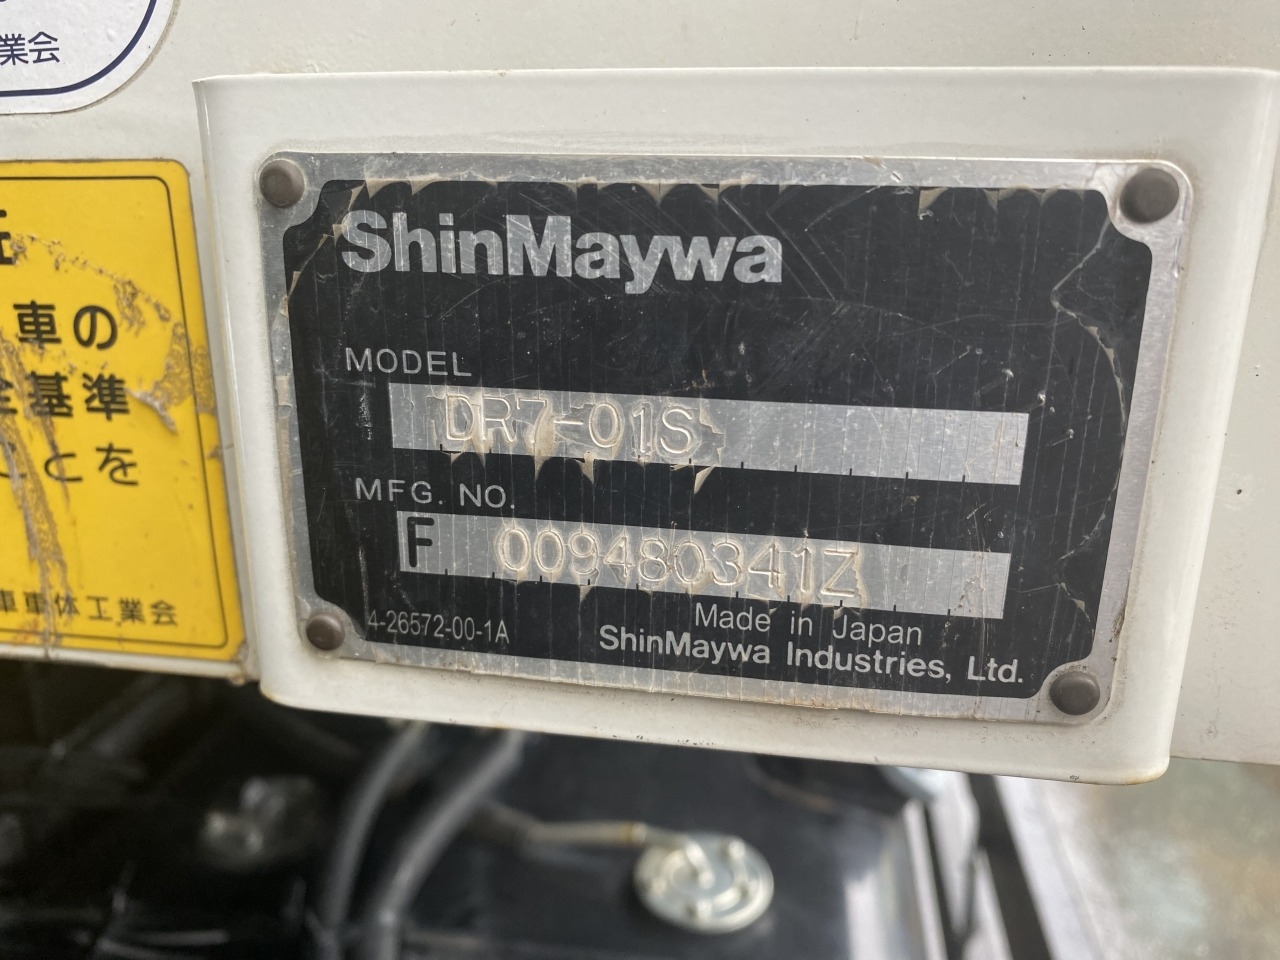 業会
車の
基準
ことを
車車体工業会
ShinMaywa
MODEL
DR7-01S
MFG. NO.
F 009480341Z
4-26572-00-1A
Made in Japan
ShinMaywa Industries, Ltd.